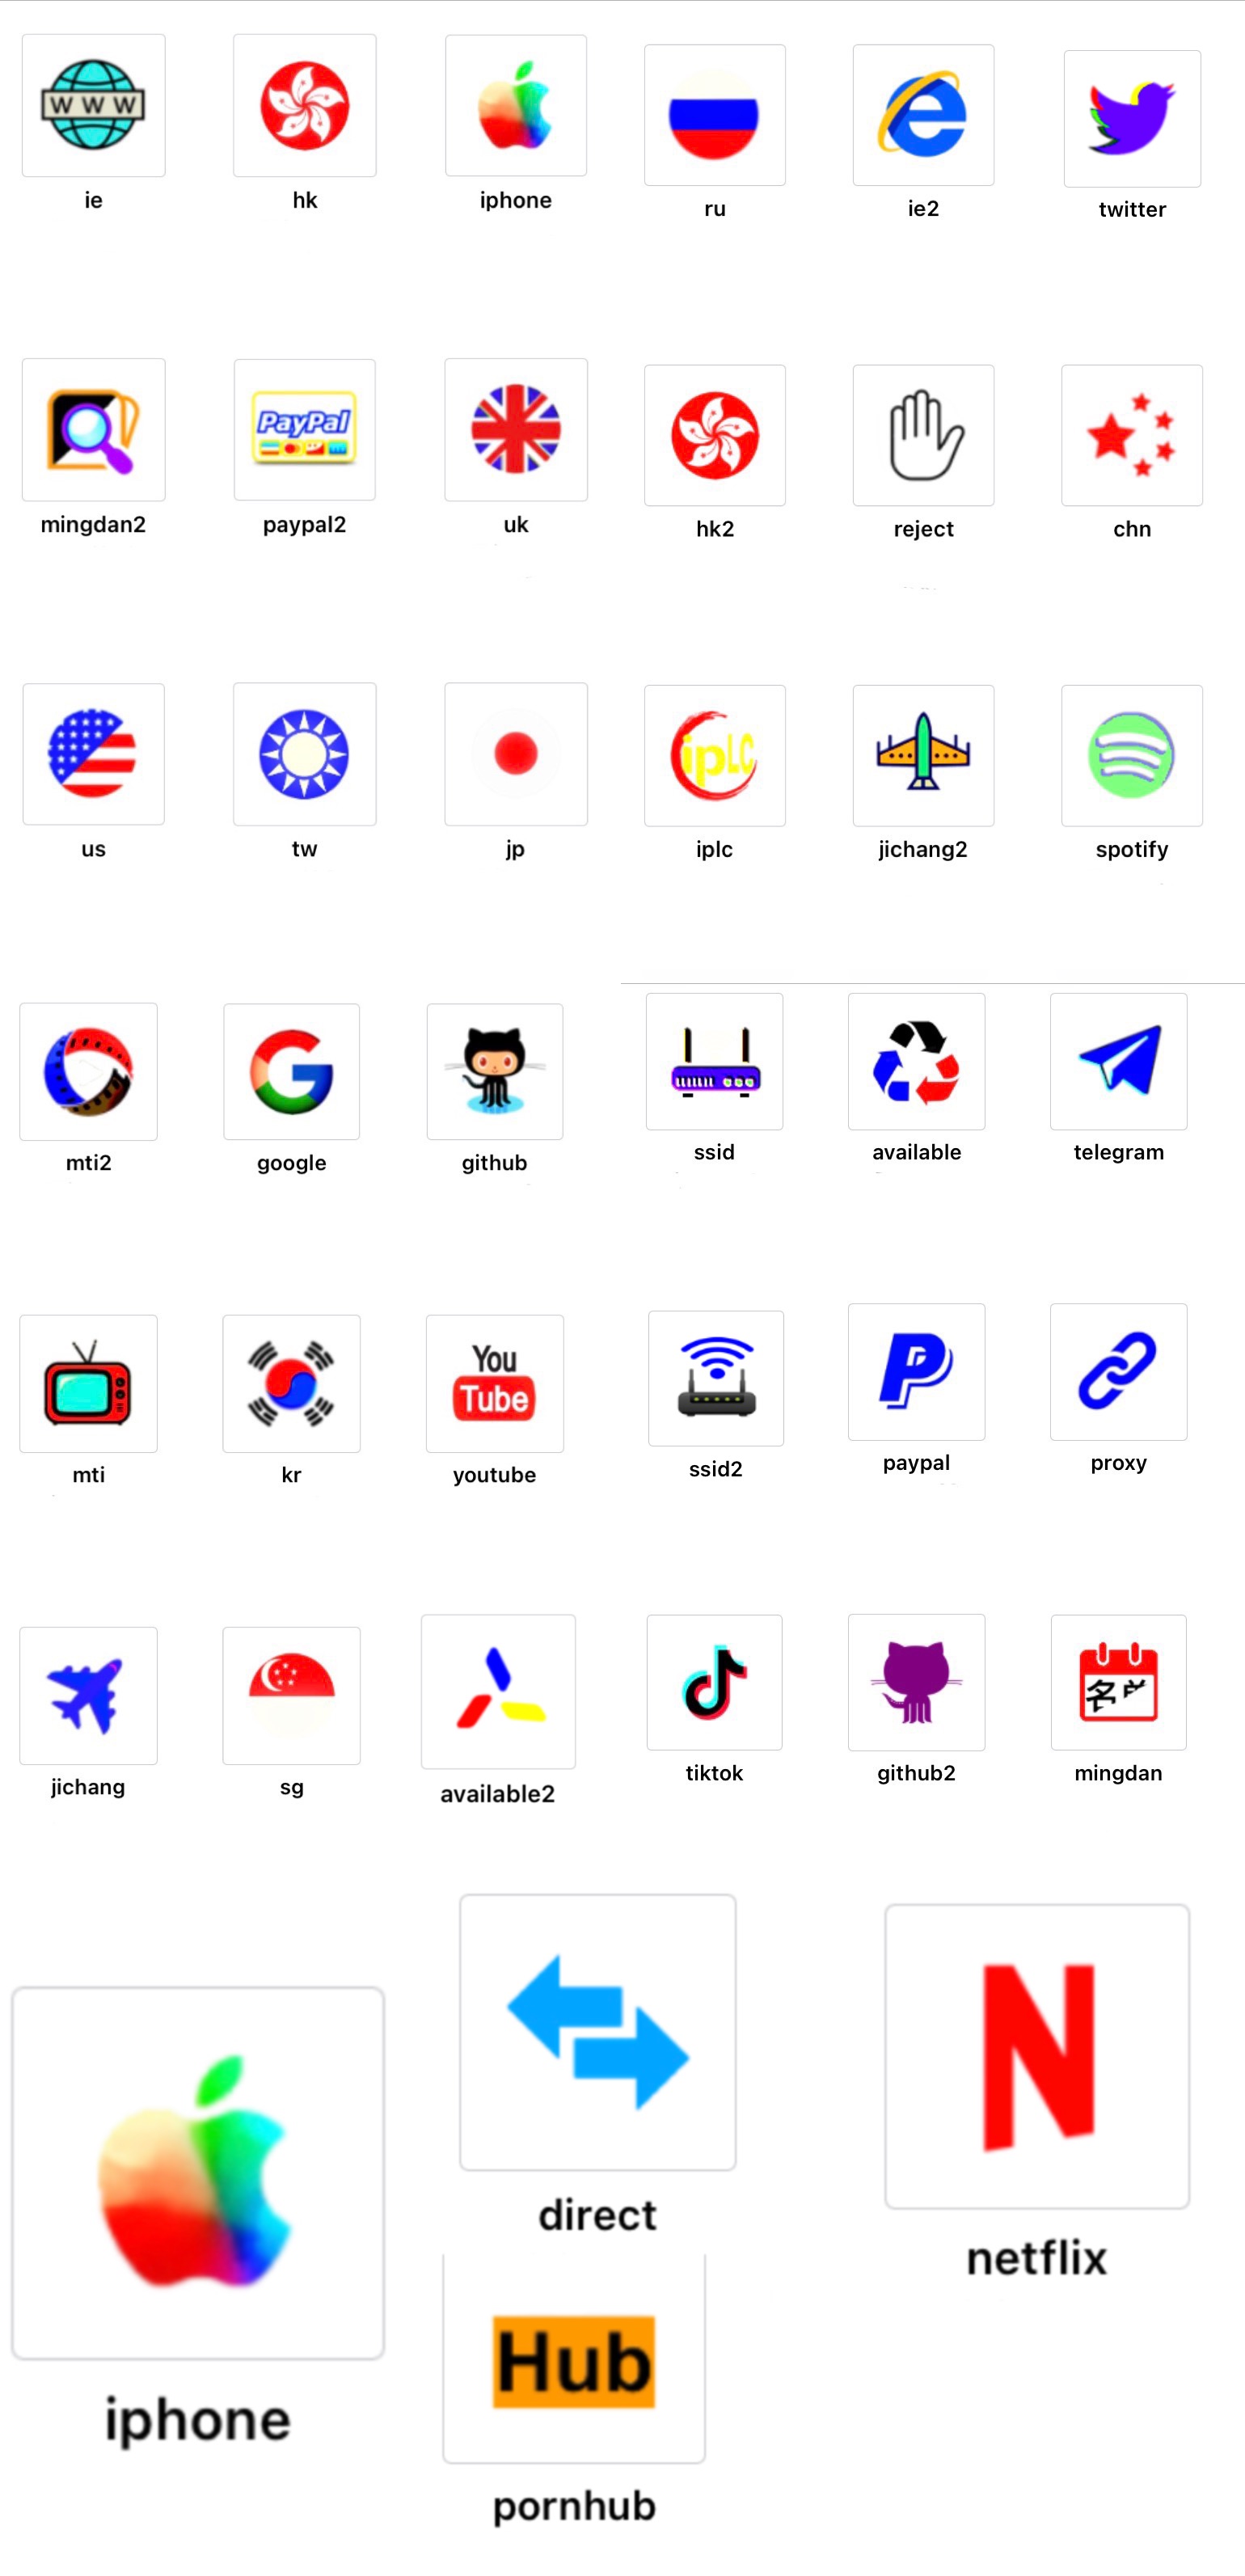 WWW
ie hk iphone ru ie2 twitter
PayPal
mingdan2 paypal2 uk hk2 reject chn
ipLC
us tw jp iplc jichang2 spotify
G
mti2 google github ssid available telegram
You
Tube
P
mti kr youtube ssid2 paypal proxy
名
jichang sg available2 tiktok github2 mingdan
N
direct
netflix
Hub
iphone
pornhub